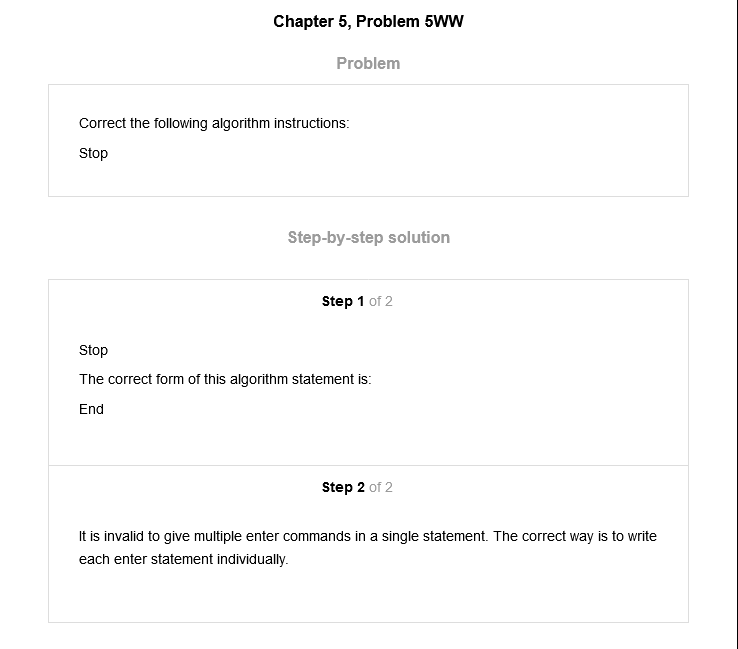 Chapter 5, Problem 5WW
Problem
Correct the following algorithm instructions:
Stop
Step-by-step solution
Step 1 of 2
Stop
The correct form of this algorithm statement is:
End
Step 2 of 2
It is invalid to give multiple enter commands in a single statement. The correct way is to write
each enter statement individually.